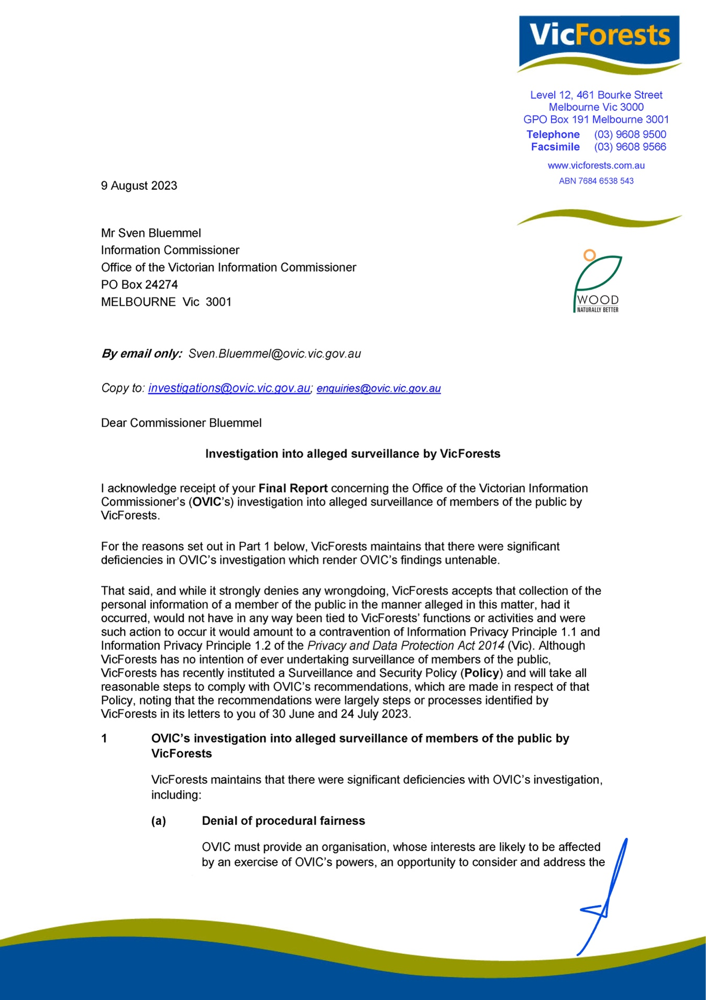 VicForests
Level 12, 461 Bourke Street
Melbourne Vic 3000
GPO Box 191 Melbourne 3001
Telephone (03) 9608 9500
Facsimile (03) 9608 9566
www.vicforests.com.au
ABN 7684 6538 543
9 August 2023
Mr Sven Bluemmel
Information Commissioner
Office of the Victorian Information Commissioner
PO Box 24274
MELBOURNE Vic 3001
WOOD
NATURALLY BETTER
By email only: Sven.Bluemmel@ovic.vic.gov.au
Copy to: investigations@ovic.vic.gov.au; enquiries@ovic.vic.gov.au
Dear Commissioner Bluemmel
Investigation into alleged surveillance by VicForests
I acknowledge receipt of your Final Report concerning the Office of the Victorian Information
Commissioner's (OVIC's) investigation into alleged surveillance of members of the public by
VicForests.
For the reasons set out in Part 1 below, VicForests maintains that there were significant
deficiencies in OVIC's investigation which render OVIC's findings untenable.
That said, and while it strongly denies any wrongdoing, VicForests accepts that collection of the
personal information of a member of the public in the manner alleged in this matter, had it
occurred, would not have in any way been tied to VicForests' functions or activities and were
such action to occur it would amount to a contravention of Information Privacy Principle 1.1 and
Information Privacy Principle 1.2 of the Privacy and Data Protection Act 2014 (Vic). Although
VicForests has no intention of ever undertaking surveillance of members of the public,
VicForests has recently instituted a Surveillance and Security Policy (Policy) and will take all
reasonable steps to comply with OVIC's recommendations, which are made in respect of that
Policy, noting that the recommendations were largely steps or processes identified by
VicForests in its letters to you of 30 June and 24 July 2023.
1 OVIC's investigation into alleged surveillance of members of the public by
VicForests
VicForests maintains that there were significant deficiencies with OVIC's investigation,
including:
(a) Denial of procedural fairness
OVIC must provide an organisation, whose interests are likely to be affected
by an exercise of OVIC's powers, an opportunity to consider and address the